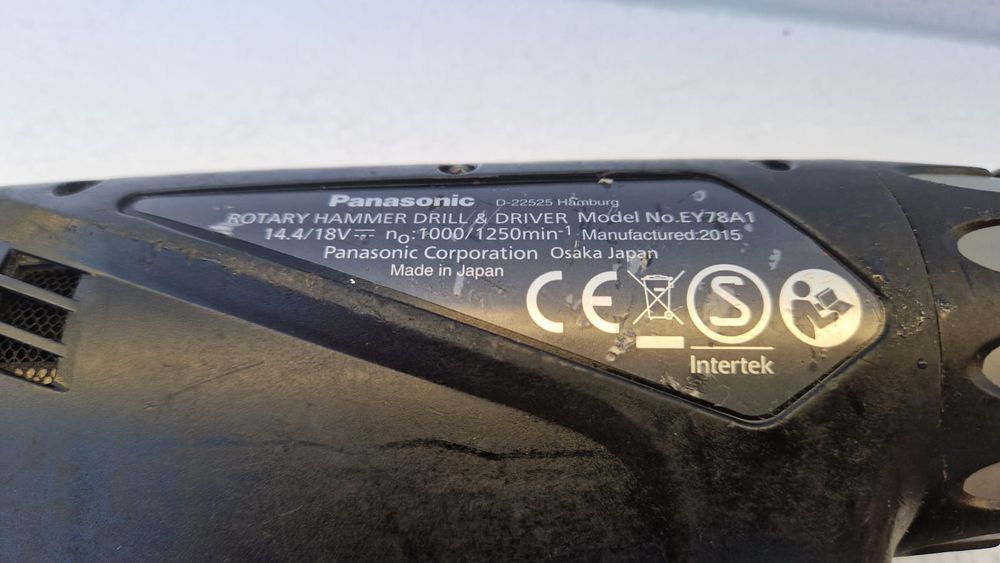 Panasonic D-22525 Hamburg
ROTARY HAMMER DRILL & DRIVER Model No.EY78A1
14.4/18V⎓ n₀:1000/1250min⁻¹ Manufactured:2015
Panasonic Corporation Osaka Japan
Made in Japan
CE S
Intertek